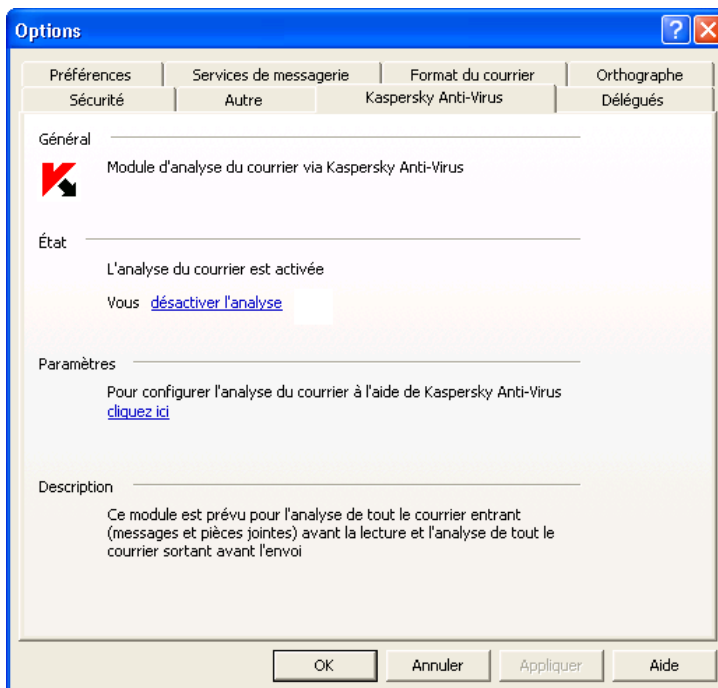 Options
Préférences
Services de messagerie
Format du courrier
Orthographe
Sécurité
Autre
Kaspersky Anti-Virus
Délégués
Général
Module d'analyse du courrier via Kaspersky Anti-Virus
État
L'analyse du courrier est activée
Vous désactiver l'analyse
Paramètres
Pour configurer l'analyse du courrier à l'aide de Kaspersky Anti-Virus
cliquez ici
Description
Ce module est prévu pour l'analyse de tout le courrier entrant
(messages et pièces jointes) avant la lecture et l'analyse de tout le
courrier sortant avant l'envoi
OK
Annuler
Appliquer
Aide